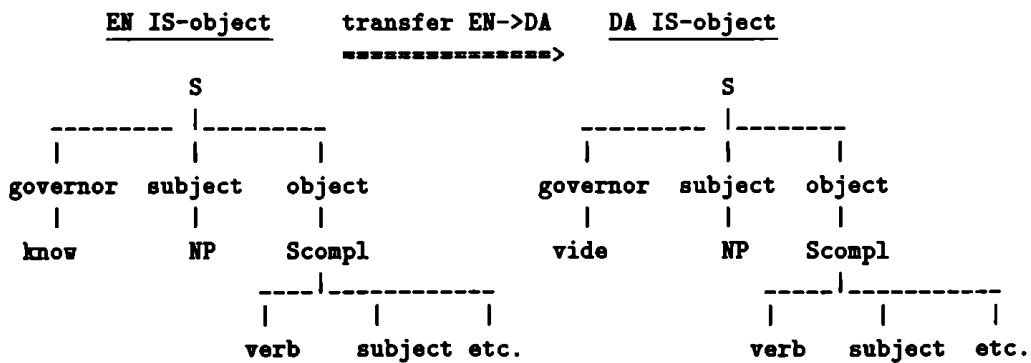 EN IS-object transfer EN->DA DA IS-object
===============>
S S
governor subject object governor subject object
know NP Scompl vide NP Scompl
verb subject etc. verb subject etc.